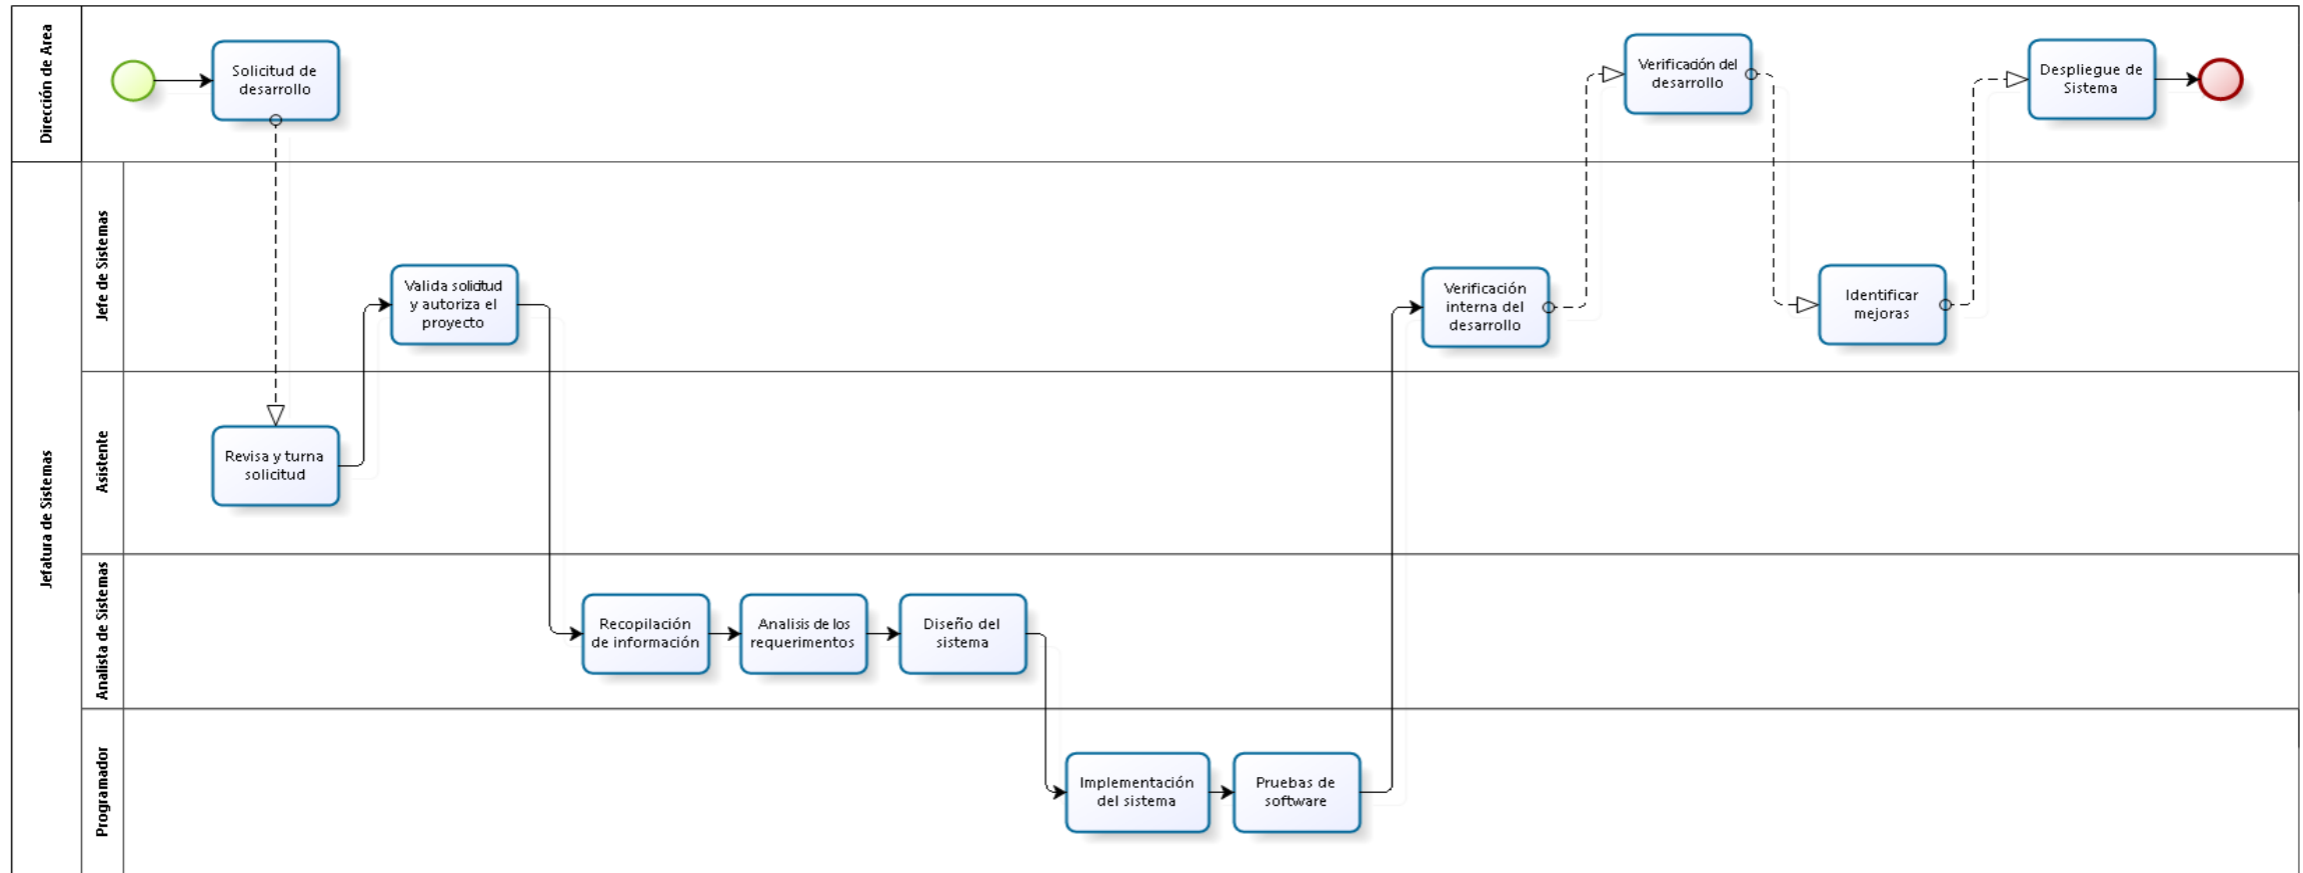 Dirección de Area
Solicitud de
desarrollo
Verificación del
desarrollo
Despliegue de
Sistema
Jefatura de Sistemas
Jefe de Sistemas
Valida solicitud
y autoriza el
proyecto
Verificación
interna del
desarrollo
Identificar
mejoras
Asistente
Revisa y turna
solicitud
Analista de Sistemas
Recopilación
de información
Analisis de los
requerimentos
Diseño del
sistema
Programador
Implementación
del sistema
Pruebas de
software